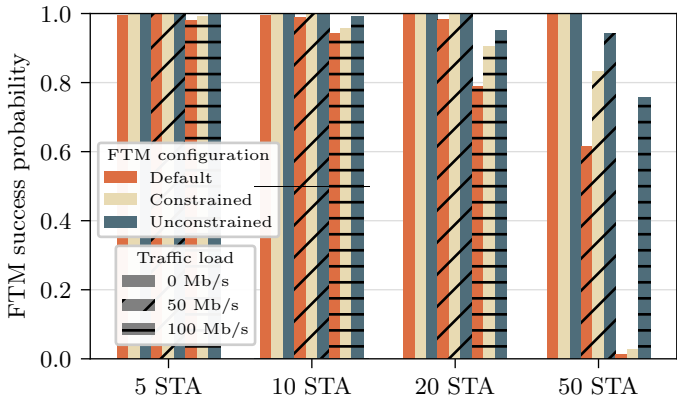 FTM success probability
1.0
0.8
0.6
0.4
0.2
0.0
FTM configuration
Default
Constrained
Unconstrained
Traffic load
0 Mb/s
50 Mb/s
100 Mb/s
5 STA
10 STA
20 STA
50 STA